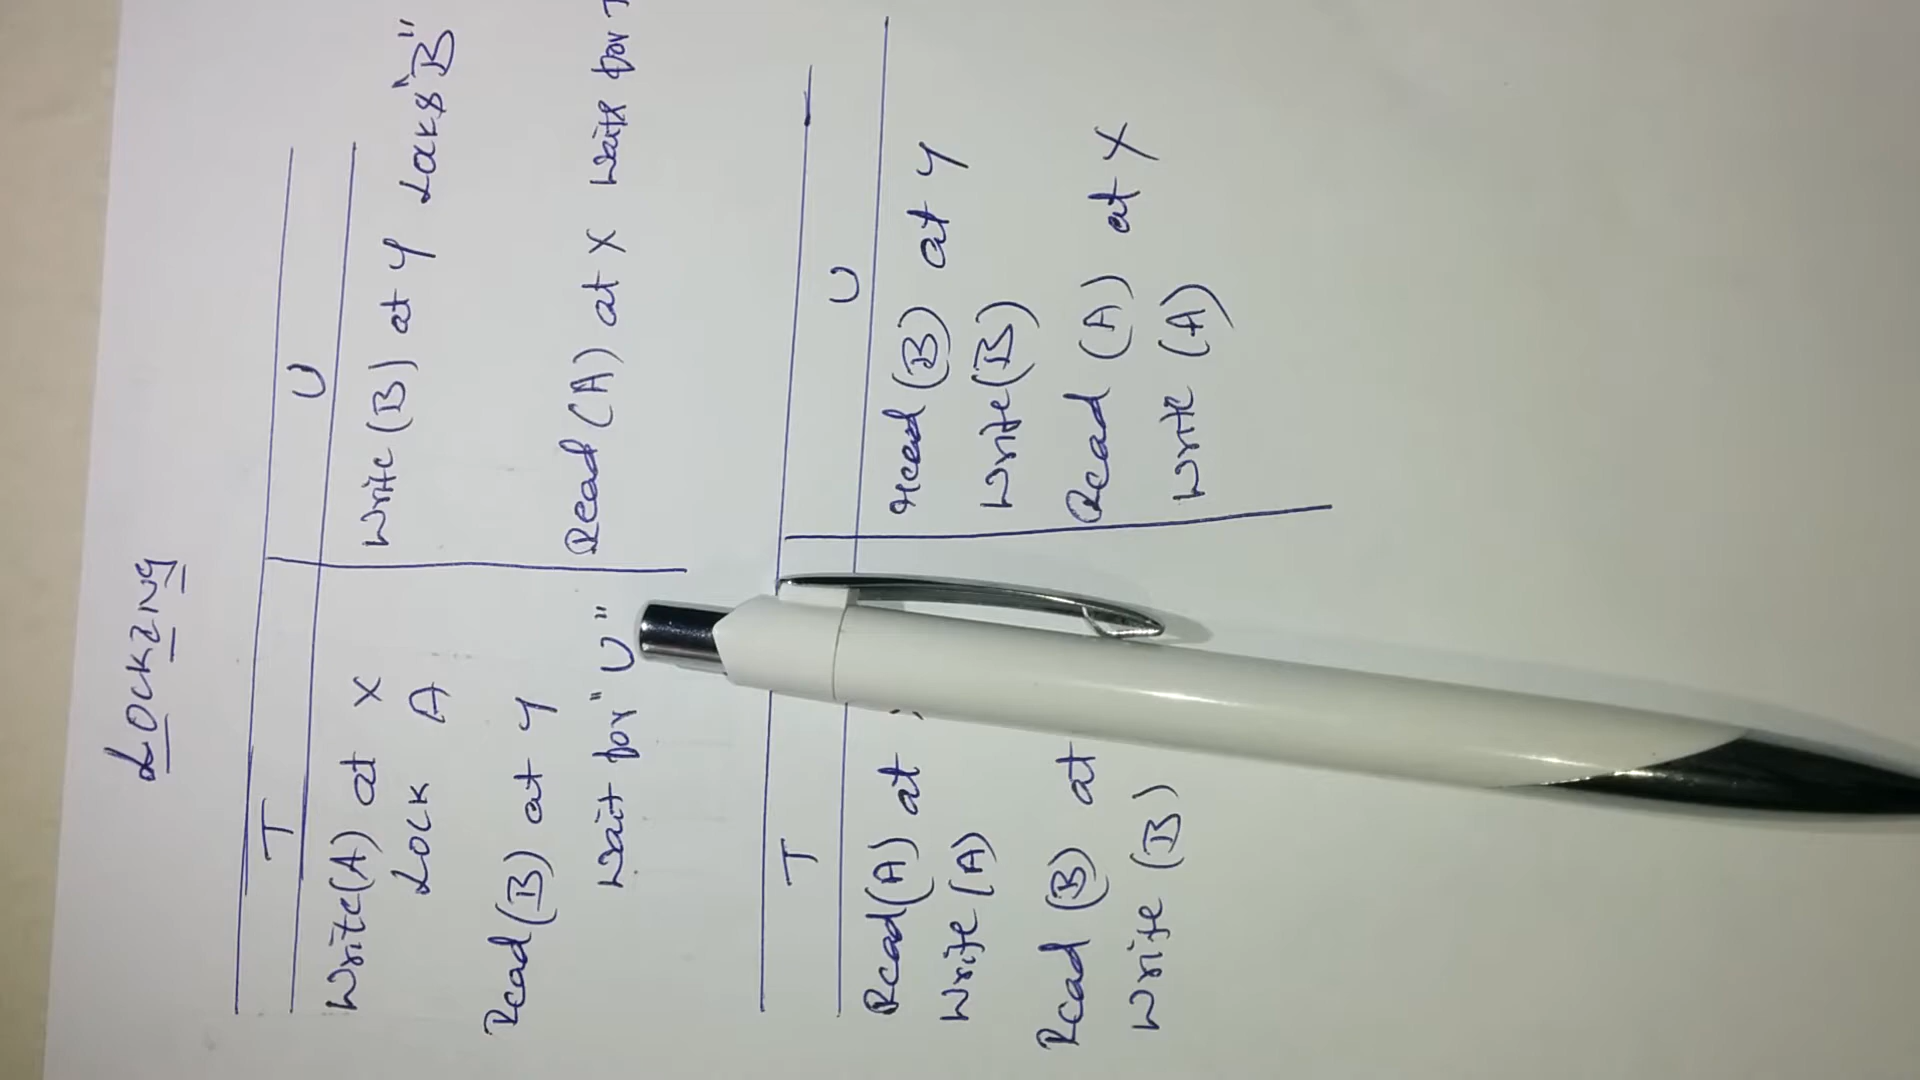 LOCKING
T U
Write(A) at X Write (B) at Y Locks "B"
Lock A
Read(B) at Y Read (A) at X Wait for
Wait for "U"
T U
Read(A) at read (B) at Y
Write (A) Write(B)
Read (B) at Read (A) at X
Write (B) Write (A)